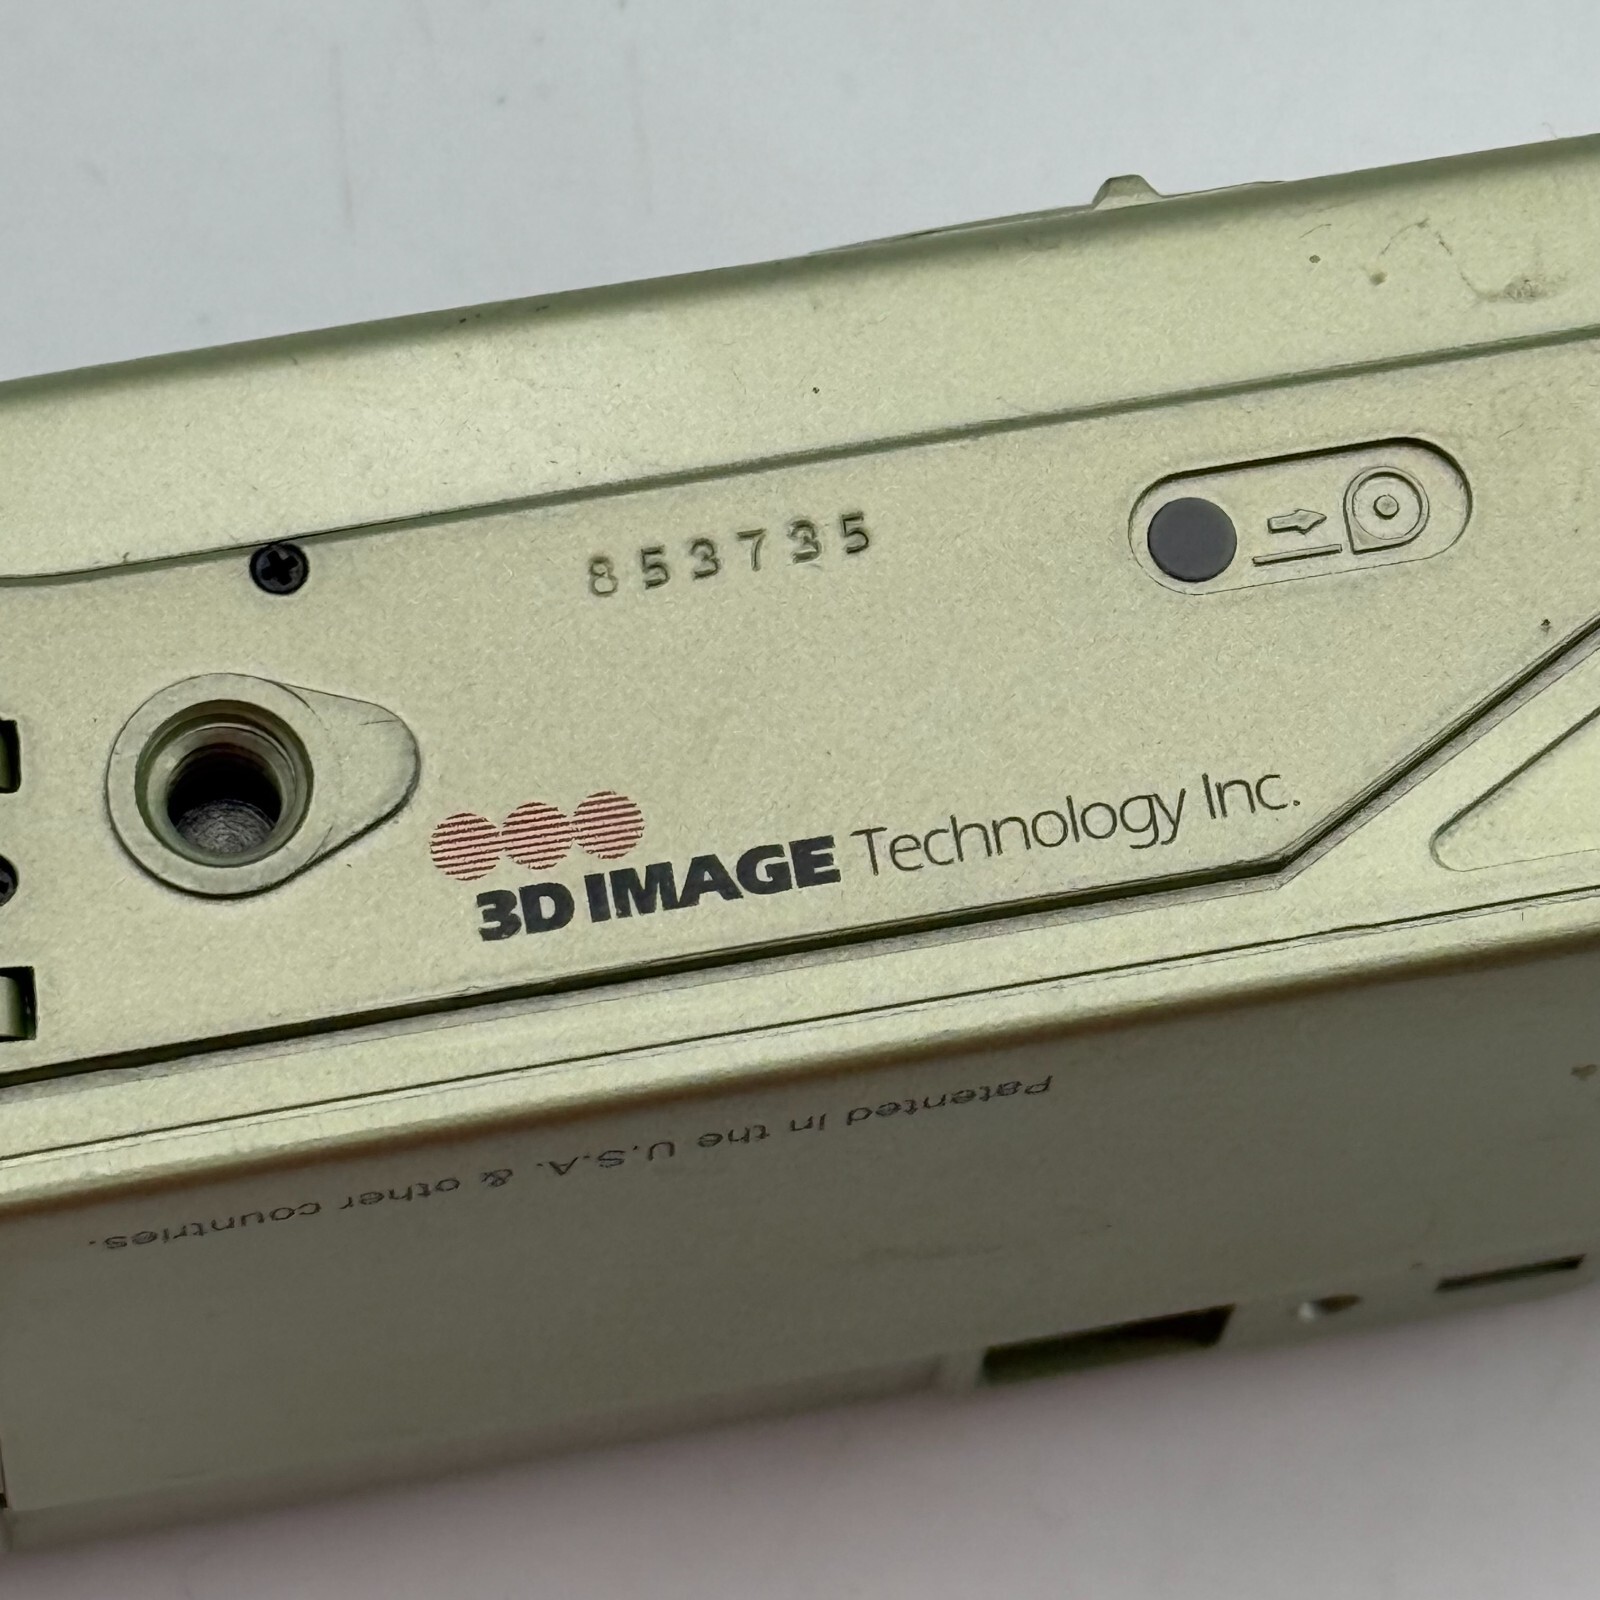 853735
3D IMAGE Technology Inc.
Patented in the U.S.A. & other countries.